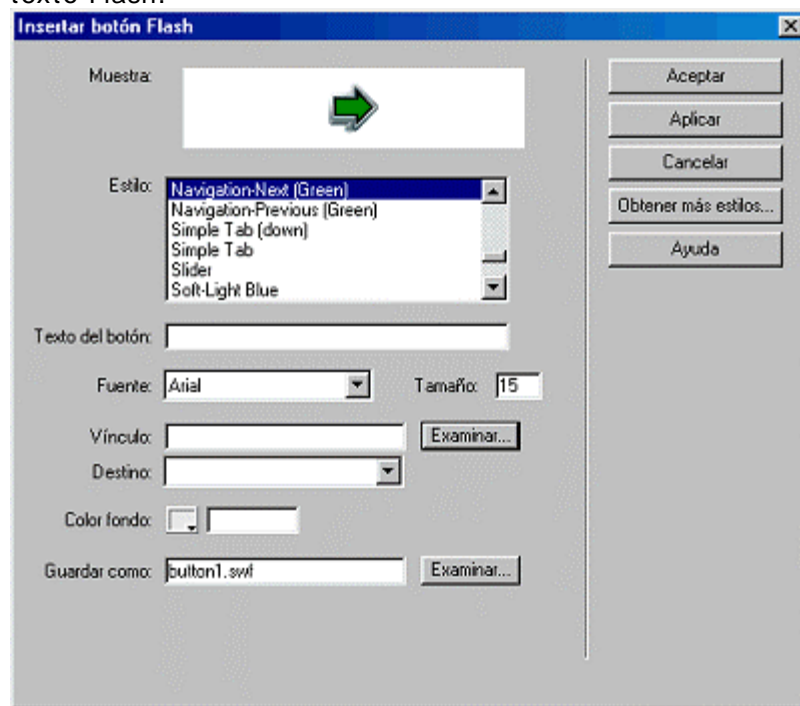 texto Flash.
Insertar botón Flash
Muestra:
Aceptar
Aplicar
Cancelar
Obtener más estilos...
Ayuda
Estilo:
Navigation-Next (Green)
Navigation-Previous (Green)
Simple Tab (down)
Simple Tab
Slider
Soft-Light Blue
Texto del botón:
Fuente: Arial Tamaño: 15
Vínculo: Examinar...
Destino:
Color fondo:
Guardar como: button1.swf Examinar...